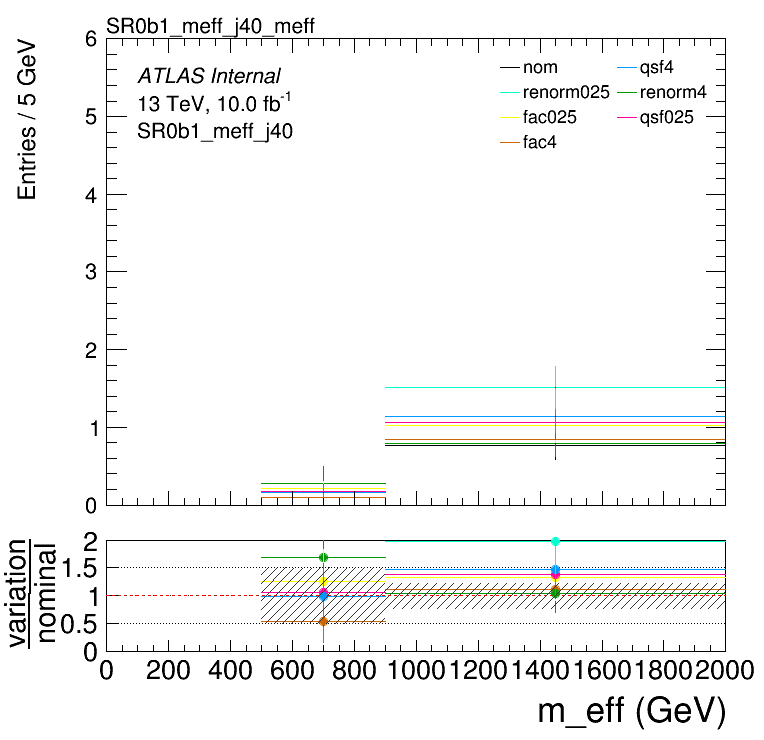 SR0b1_meff_j40_meff
Entries / 5 GeV
6
5
4
3
2
1
0
ATLAS Internal
13 TeV, 10.0 fb⁻¹
SR0b1_meff_j40
nom
renorm025
fac025
fac4
qsf4
renorm4
qsf025
variation
nominal
2
1.5
1
0.5
0
0 200 400 600 800 1000 1200 1400 1600 1800 2000
m_eff (GeV)